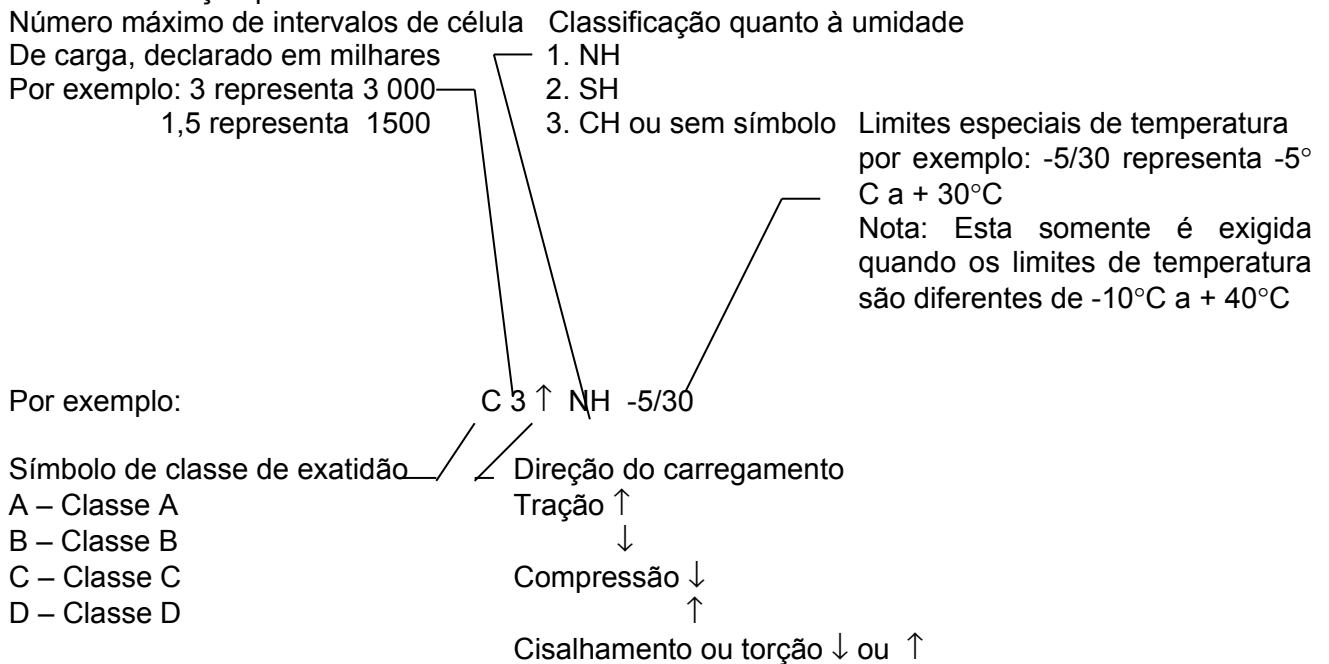 Número máximo de intervalos de célula Classificação quanto à umidade
De carga, declarado em milhares 1. NH
Por exemplo: 3 representa 3 000 2. SH
1,5 representa 1500 3. CH ou sem símbolo Limites especiais de temperatura
por exemplo: -5/30 representa -5°
C a + 30°C
Nota: Esta somente é exigida
quando os limites de temperatura
são diferentes de -10°C a + 40°C
Por exemplo: C 3 ↑ NH -5/30
Símbolo de classe de exatidão Direção do carregamento
A – Classe A Tração ↑
B – Classe B ↓
C – Classe C Compressão ↓
D – Classe D ↑
Cisalhamento ou torção ↓ ou ↑